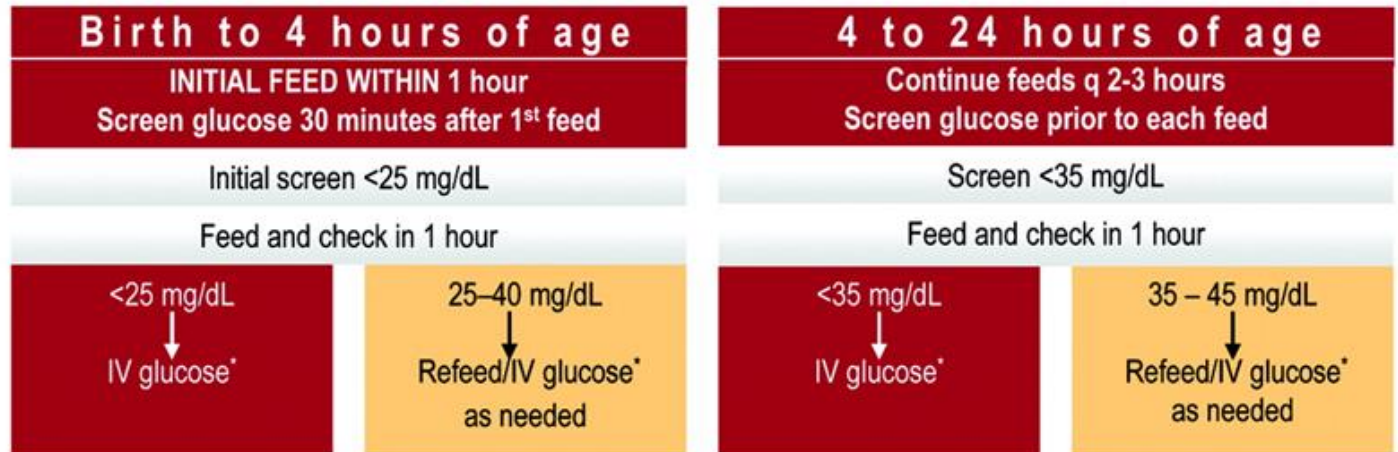 Birth to 4 hours of age
INITIAL FEED WITHIN 1 hour
Screen glucose 30 minutes after 1st feed
Initial screen <25 mg/dL
Feed and check in 1 hour
<25 mg/dL
IV glucose*
25–40 mg/dL
Refeed/IV glucose*
as needed
4 to 24 hours of age
Continue feeds q 2-3 hours
Screen glucose prior to each feed
Screen <35 mg/dL
Feed and check in 1 hour
<35 mg/dL
IV glucose*
35 – 45 mg/dL
Refeed/IV glucose*
as needed